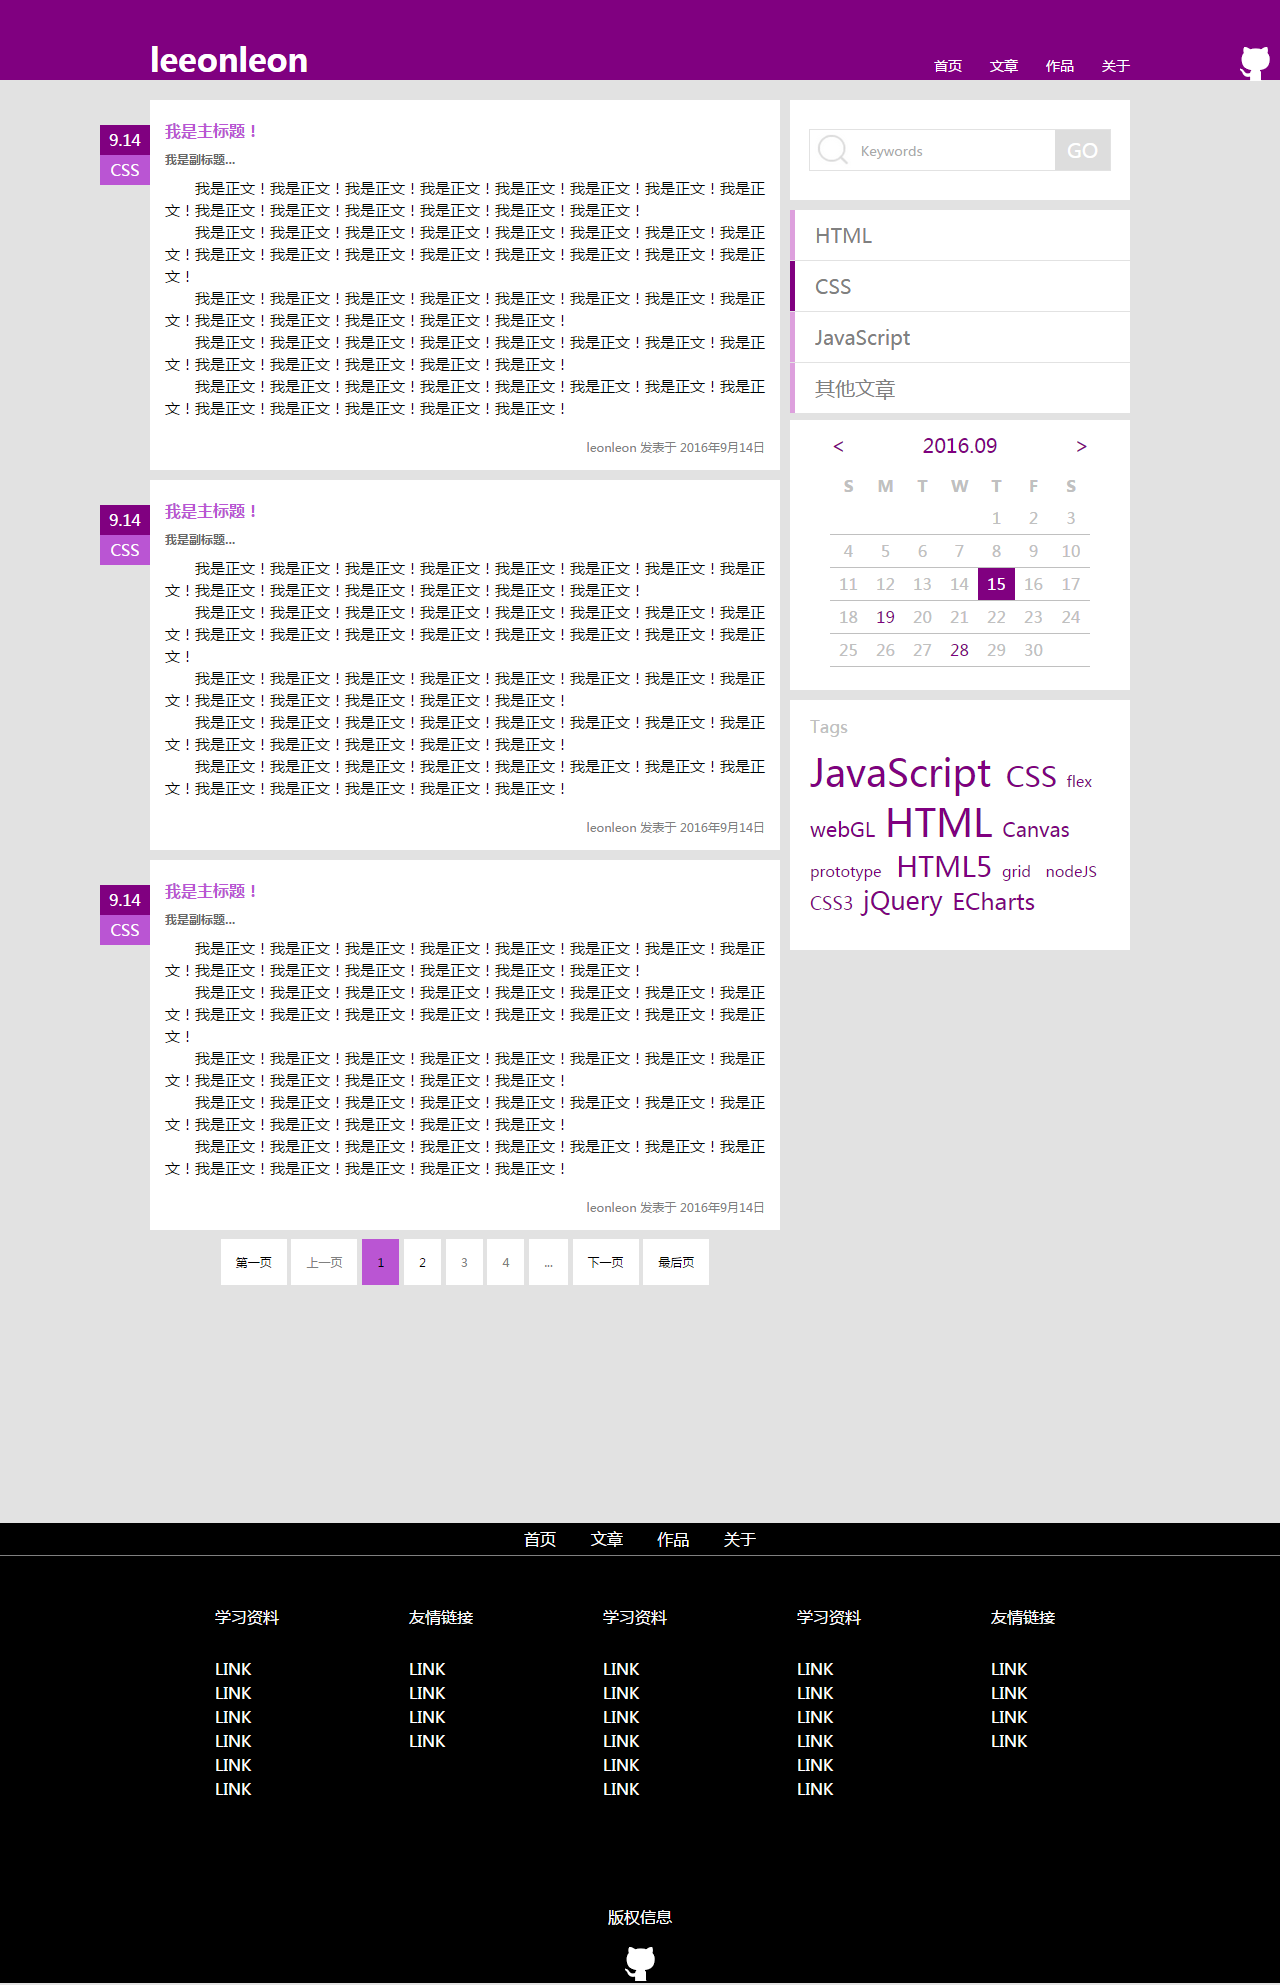 leeonleon
首页 文章 作品 关于
9.14
CSS
我是主标题！
我是副标题...
我是正文！我是正文！我是正文！我是正文！我是正文！我是正文！我是正文！我是正
文！我是正文！我是正文！我是正文！我是正文！我是正文！我是正文！
我是正文！我是正文！我是正文！我是正文！我是正文！我是正文！我是正文！我是正
文！我是正文！我是正文！我是正文！我是正文！我是正文！我是正文！我是正文！我是正
文！
我是正文！我是正文！我是正文！我是正文！我是正文！我是正文！我是正文！我是正
文！我是正文！我是正文！我是正文！我是正文！我是正文！
我是正文！我是正文！我是正文！我是正文！我是正文！我是正文！我是正文！我是正
文！我是正文！我是正文！我是正文！我是正文！我是正文！
我是正文！我是正文！我是正文！我是正文！我是正文！我是正文！我是正文！我是正
文！我是正文！我是正文！我是正文！我是正文！我是正文！
leonleon 发表于 2016年9月14日
9.14
CSS
我是主标题！
我是副标题...
我是正文！我是正文！我是正文！我是正文！我是正文！我是正文！我是正文！我是正
文！我是正文！我是正文！我是正文！我是正文！我是正文！我是正文！
我是正文！我是正文！我是正文！我是正文！我是正文！我是正文！我是正文！我是正
文！我是正文！我是正文！我是正文！我是正文！我是正文！我是正文！我是正文！我是正
文！
我是正文！我是正文！我是正文！我是正文！我是正文！我是正文！我是正文！我是正
文！我是正文！我是正文！我是正文！我是正文！我是正文！
我是正文！我是正文！我是正文！我是正文！我是正文！我是正文！我是正文！我是正
文！我是正文！我是正文！我是正文！我是正文！我是正文！
我是正文！我是正文！我是正文！我是正文！我是正文！我是正文！我是正文！我是正
文！我是正文！我是正文！我是正文！我是正文！我是正文！
leonleon 发表于 2016年9月14日
9.14
CSS
我是主标题！
我是副标题...
我是正文！我是正文！我是正文！我是正文！我是正文！我是正文！我是正文！我是正
文！我是正文！我是正文！我是正文！我是正文！我是正文！我是正文！
我是正文！我是正文！我是正文！我是正文！我是正文！我是正文！我是正文！我是正
文！我是正文！我是正文！我是正文！我是正文！我是正文！我是正文！我是正文！我是正
文！
我是正文！我是正文！我是正文！我是正文！我是正文！我是正文！我是正文！我是正
文！我是正文！我是正文！我是正文！我是正文！我是正文！
我是正文！我是正文！我是正文！我是正文！我是正文！我是正文！我是正文！我是正
文！我是正文！我是正文！我是正文！我是正文！我是正文！
我是正文！我是正文！我是正文！我是正文！我是正文！我是正文！我是正文！我是正
文！我是正文！我是正文！我是正文！我是正文！我是正文！
leonleon 发表于 2016年9月14日
第一页 上一页 1 2 3 4 ... 下一页 最后页
Keywords GO
HTML
CSS
JavaScript
其他文章
< 2016.09 >
S M T W T F S
1 2 3
4 5 6 7 8 9 10
11 12 13 14 15 16 17
18 19 20 21 22 23 24
25 26 27 28 29 30
Tags
JavaScript CSS flex
webGL HTML Canvas
prototype HTML5 grid nodeJS
CSS3 jQuery ECharts
首页 文章 作品 关于
学习资料 友情链接 学习资料 学习资料 友情链接
LINK LINK LINK LINK LINK
LINK LINK LINK LINK LINK
LINK LINK LINK LINK LINK
LINK LINK LINK LINK LINK
LINK LINK LINK
LINK LINK LINK
版权信息